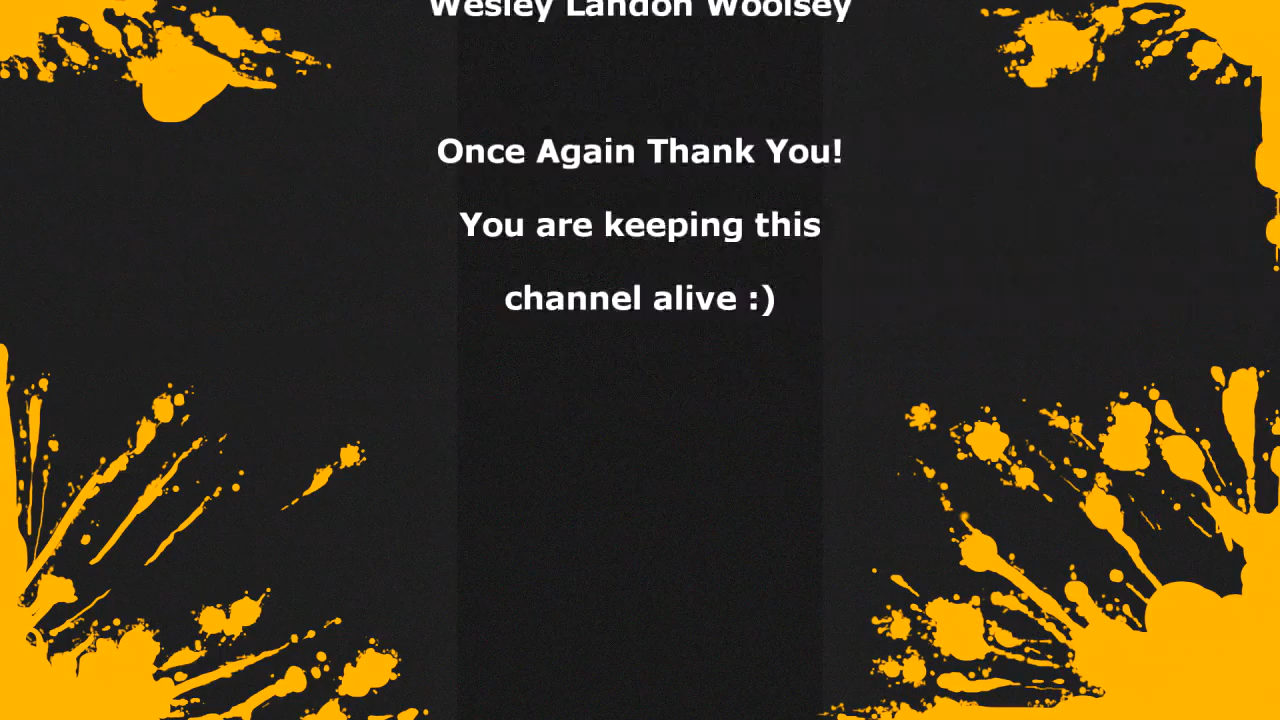 Wesley Landon Woolsey
Once Again Thank You!
You are keeping this
channel alive :)